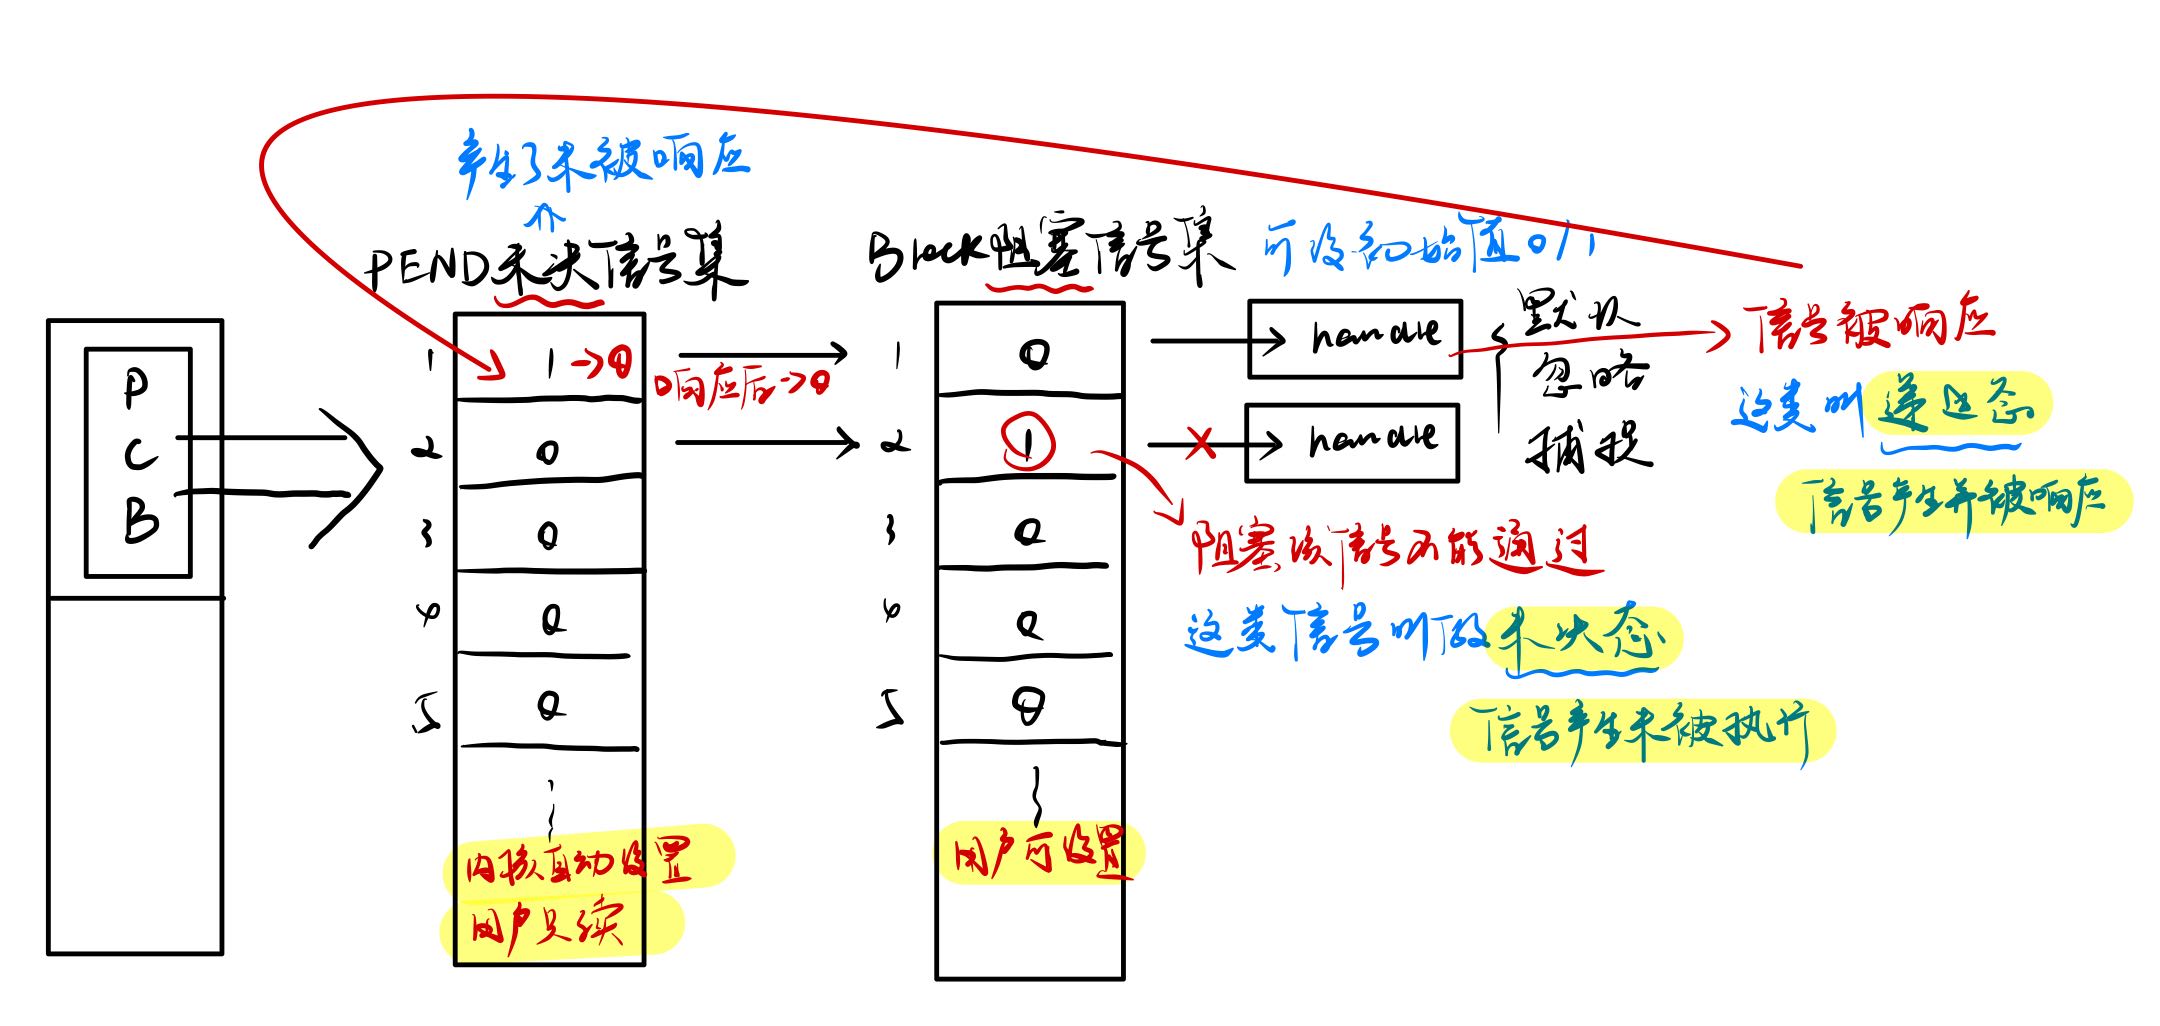 产生了未被响应
PEND未决信号集
Block阻塞信号集 可设初始值0/1
P
C
B
1 1->0
响应后->0
1 0
handle
默认
忽略
捕捉
信号被响应
这类叫递达态
信号产生并被响应
2 0
2 1
handle
3 0
3 0
阻塞,该信号不能通过
4 0
4 0
这类信号叫做未决态
5 0
5 0
信号产生未被执行
内核自动设置
用户只读
用户可设置